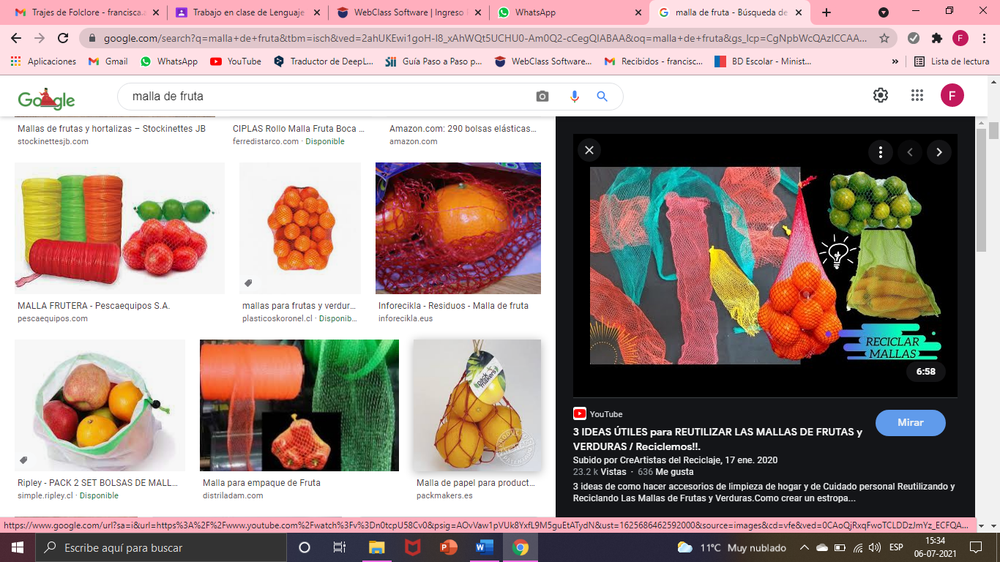 Trajes de Folclore - francisca.a
Trabajo en clase de Lenguaje
WebClass Software | Ingreso
WhatsApp
malla de fruta - Búsqueda de
google.com/search?q=malla+de+fruta&tbm=isch&ved=2ahUKEwi1goH-I8_xAhWQt5UCHU0-Am0Q2-cCegQIABAA&oq=malla+de+fruta&gs_lcp=CgNpbWcQAzICCAA...
F
Aplicaciones
Gmail
WhatsApp
YouTube
Traductor de DeepL...
Guía Paso a Paso p...
WebClass Software...
Recibidos - francisc...
BD Escolar - Minist...
»
Lista de lectura
Google
malla de fruta
F
Mallas de frutas y hortalizas – Stockinettes JB
stockinettesjb.com
CIPLAS Rollo Malla Fruta Boca ...
ferredistarco.com · Disponible
Amazon.com: 290 bolsas elásticas...
amazon.com
MALLA FRUTERA - Pescaequipos S.A.
pescaequipos.com
mallas para frutas y verdur...
plasticoskoronel.cl · Disponib...
Inforecikla - Residuos - Malla de fruta
inforecikla.eus
pack
makers
Ripley - PACK 2 SET BOLSAS DE MALL...
simple.ripley.cl · Disponible
Malla para empaque de Fruta
distriladam.com
Malla de papel para product...
packmakers.es
RECICLAR
MALLAS
6:58
YouTube
Mirar
3 IDEAS ÚTILES para REUTILIZAR LAS MALLAS DE FRUTAS y
VERDURAS / Reciclemos!!.
Subido por CreArtistas del Reciclaje, 17 ene. 2020
23.2 k Vistas · 636 Me gusta
3 ideas de como hacer accesorios de limpieza de hogar y de Cuidado personal Reutilizando y
Reciclando Las Mallas de Frutas y Verduras.Como crear un estropa...
https://www.google.com/url?sa=i&url=https%3A%2F%2Fwww.youtube.com%2Fwatch%3Fv%3Dn0tcpU58Cv0&psig=AOvVaw1pVUk8YxfL9M5guEtATydN&ust=1625686462592000&source=images&cd=vfe&ved=0CAoQjRxqFwoTCLDDzJmYz_ECFQA...
Escribe aquí para buscar
11°C Muy nublado
ESP
15:34
06-07-2021